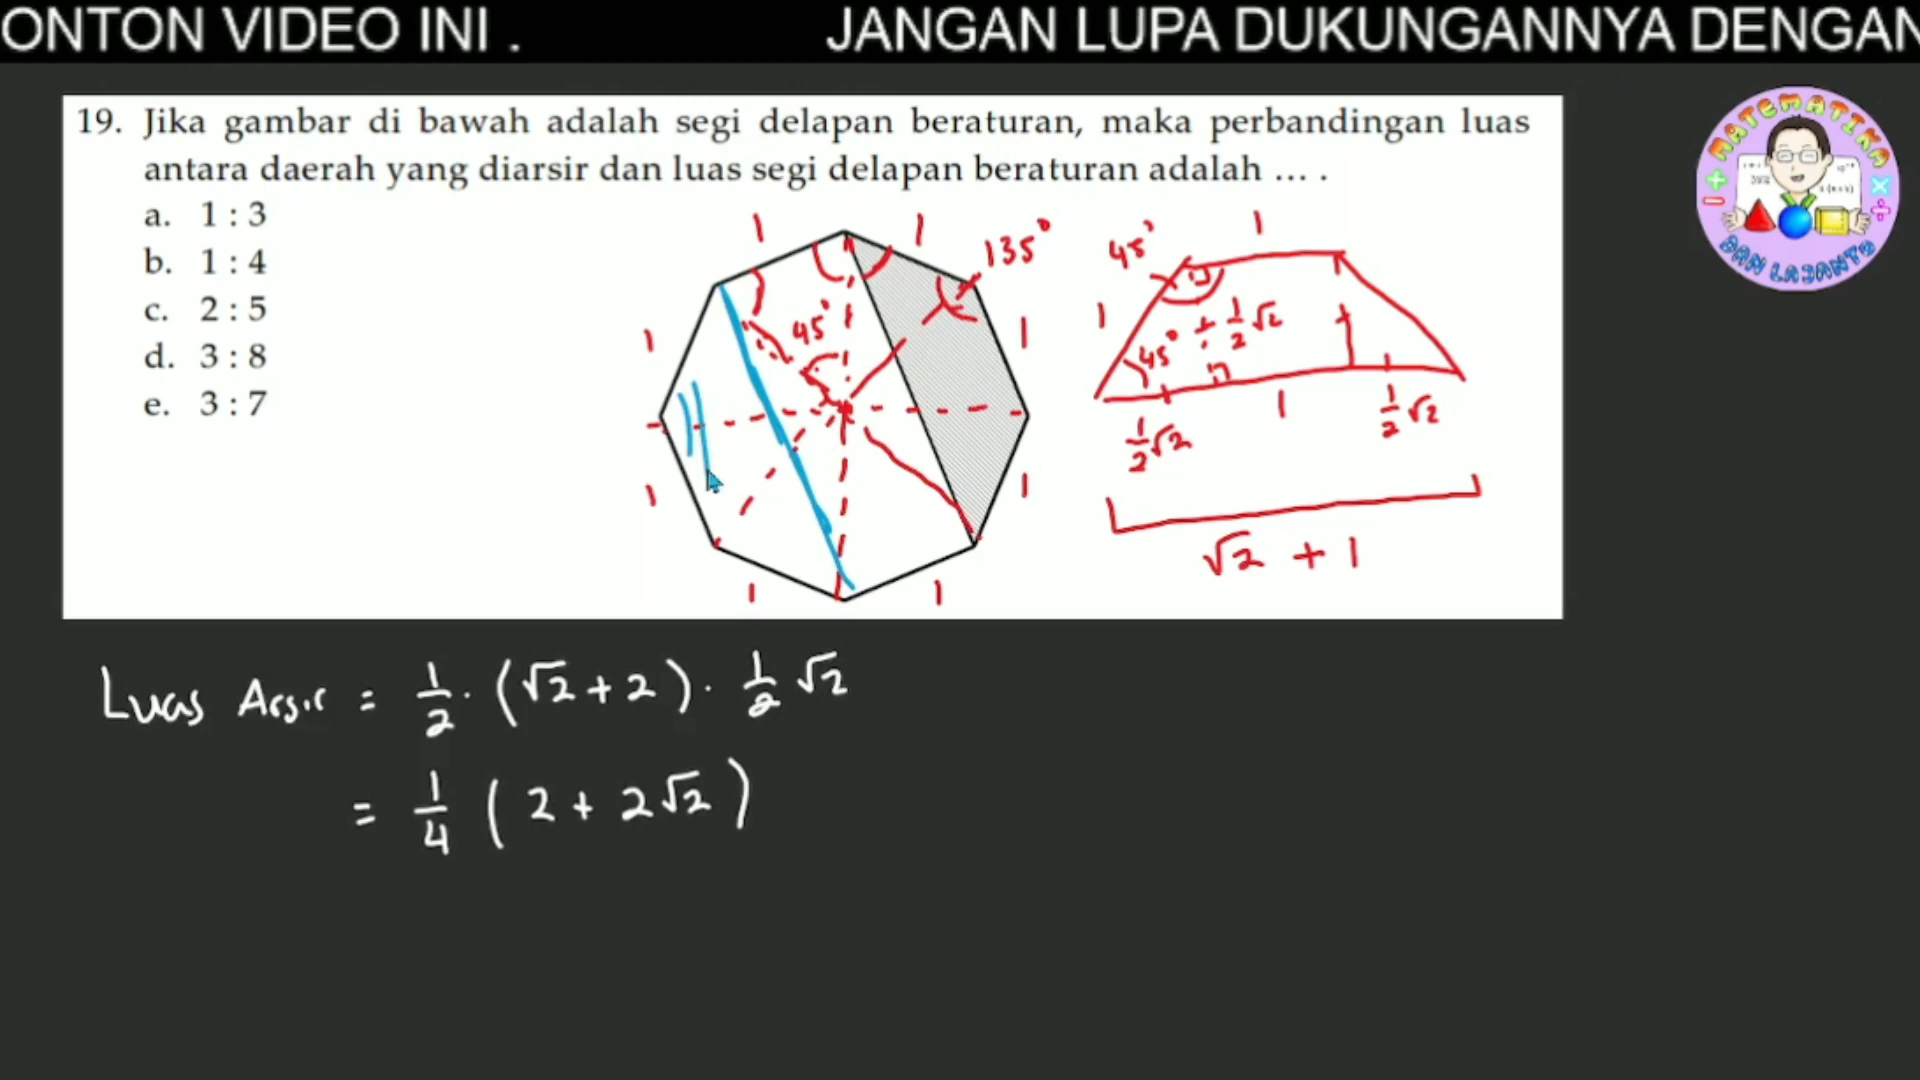 ONTON VIDEO INI . JANGAN LUPA DUKUNGANNYA DENGAN
19. Jika gambar di bawah adalah segi delapan beraturan, maka perbandingan luas
antara daerah yang diarsir dan luas segi delapan beraturan adalah ... .
a. 1 : 3
b. 1 : 4
c. 2 : 5
d. 3 : 8
e. 3 : 7
1
1
135°
1
1
1
1
1
1
45°
45°
1
1
45°
1/2 √2
1/2 √2
1
1/2 √2
√2 + 1
MATEMATIKA
DAN LAJANTO
Luas Arsir = 1/2 . (√2 + 2) . 1/2 √2
= 1/4 (2 + 2√2)